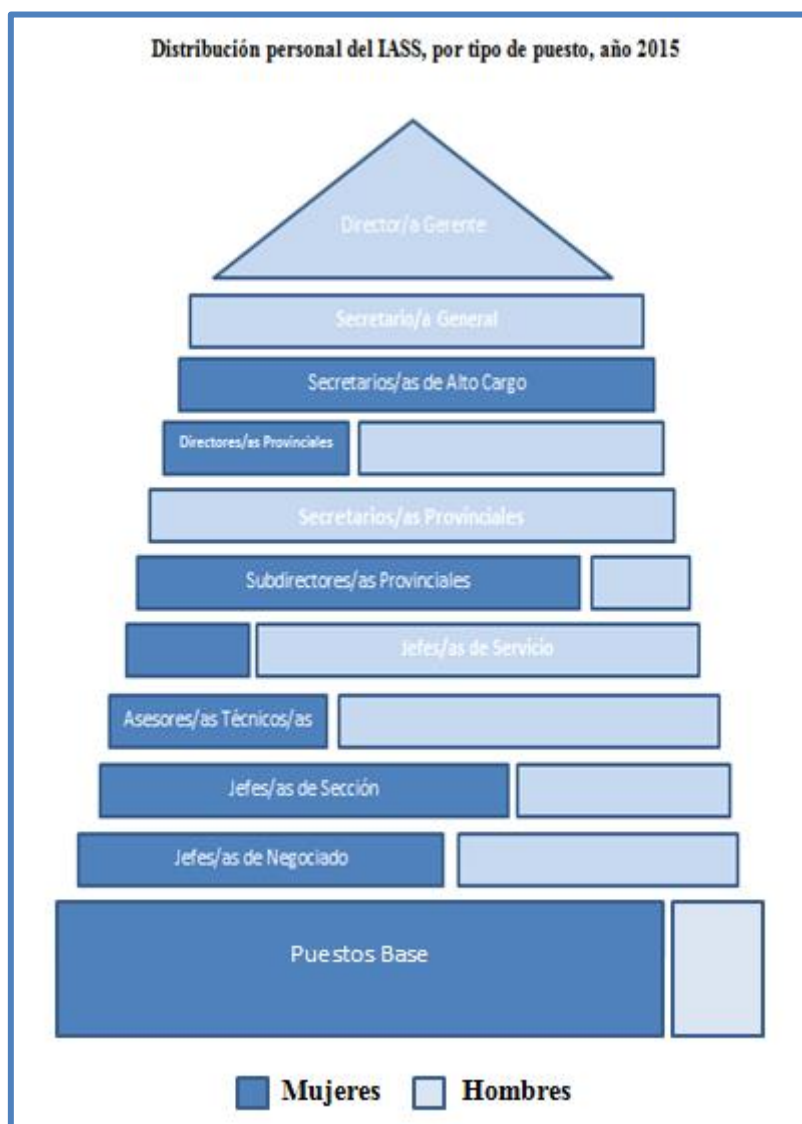 Distribución personal del IASS, por tipo de puesto, año 2015
Director/a Gerente
Secretario/a General
Secretarios/as de Alto Cargo
Directores/as Provinciales
Secretarios/as Provinciales
Subdirectores/as Provinciales
Jefes/as de Servicio
Asesores/as Técnicos/as
Jefes/as de Sección
Jefes/as de Negociado
Puestos Base
Mujeres Hombres